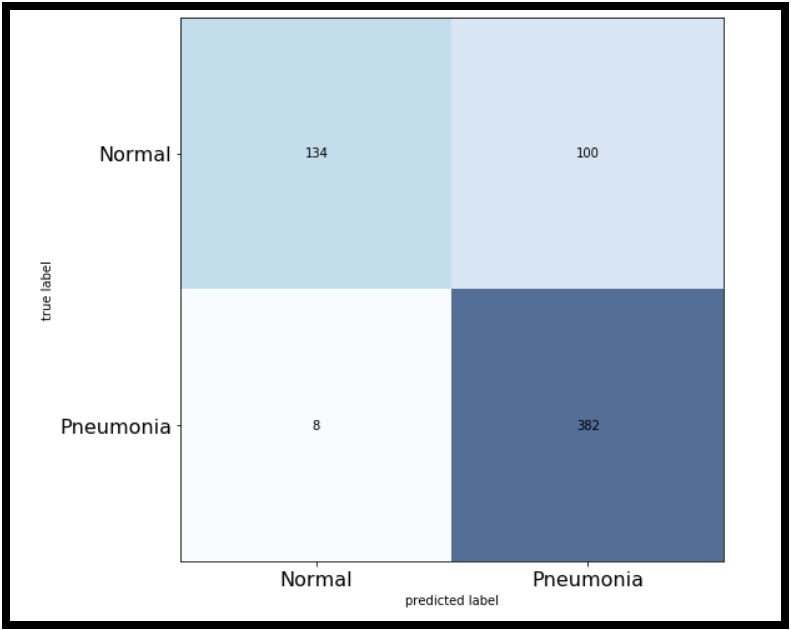 Normal
134
100
true label
Pneumonia
8
382
Normal
Pneumonia
predicted label